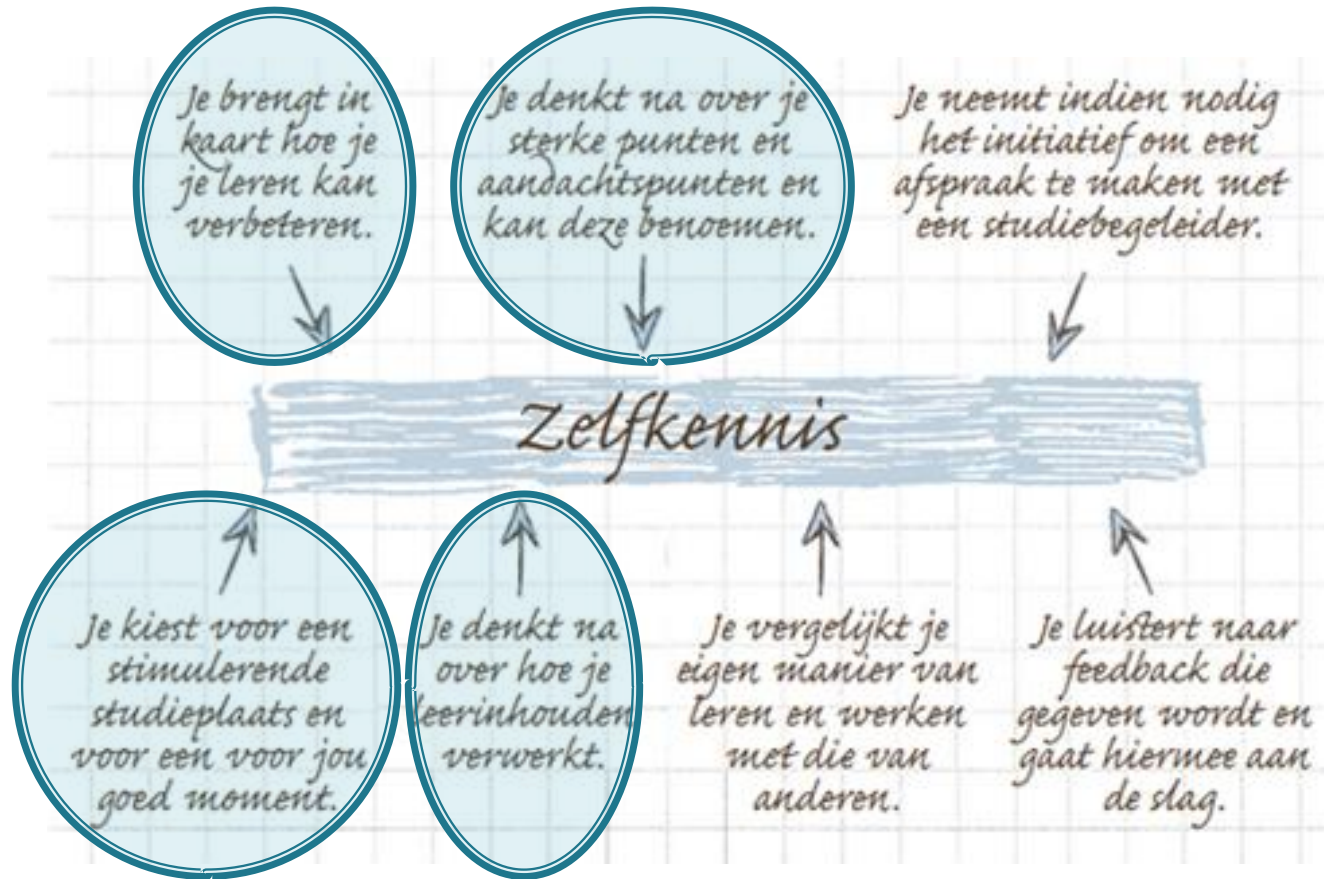 Je brengt in
kaart hoe je
je leren kan
verbeteren.
Je denkt na over je
sterke punten en
aandachtspunten en
kan deze benoemen.
Je neemt indien nodig
het initiatief om een
afspraak te maken met
een studiebegeleider.
Zelfkennis
Je kiest voor een
stimulerende
studieplaats en
voor een voor jou
goed moment.
Je denkt na
over hoe je
leerinhouden
verwerkt.
Je vergelijkt je
eigen manier van
leren en werken
met die van
anderen.
Je luistert naar
feedback die
gegeven wordt en
gaat hiermee aan
de slag.